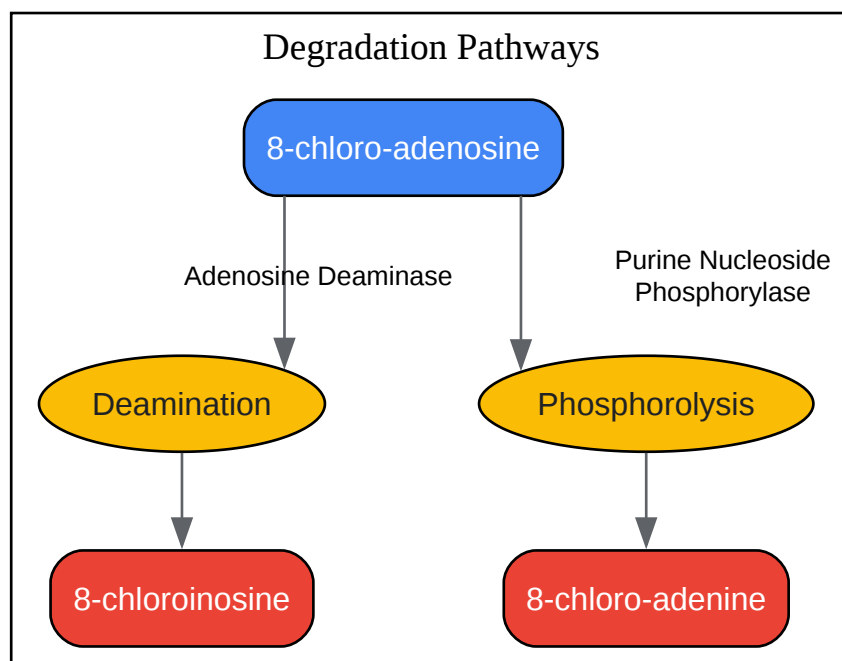 Degradation Pathways
8-chloro-adenosine
Adenosine Deaminase
Purine Nucleoside
Phosphorylase
Deamination
Phosphorolysis
8-chloroinosine
8-chloro-adenine